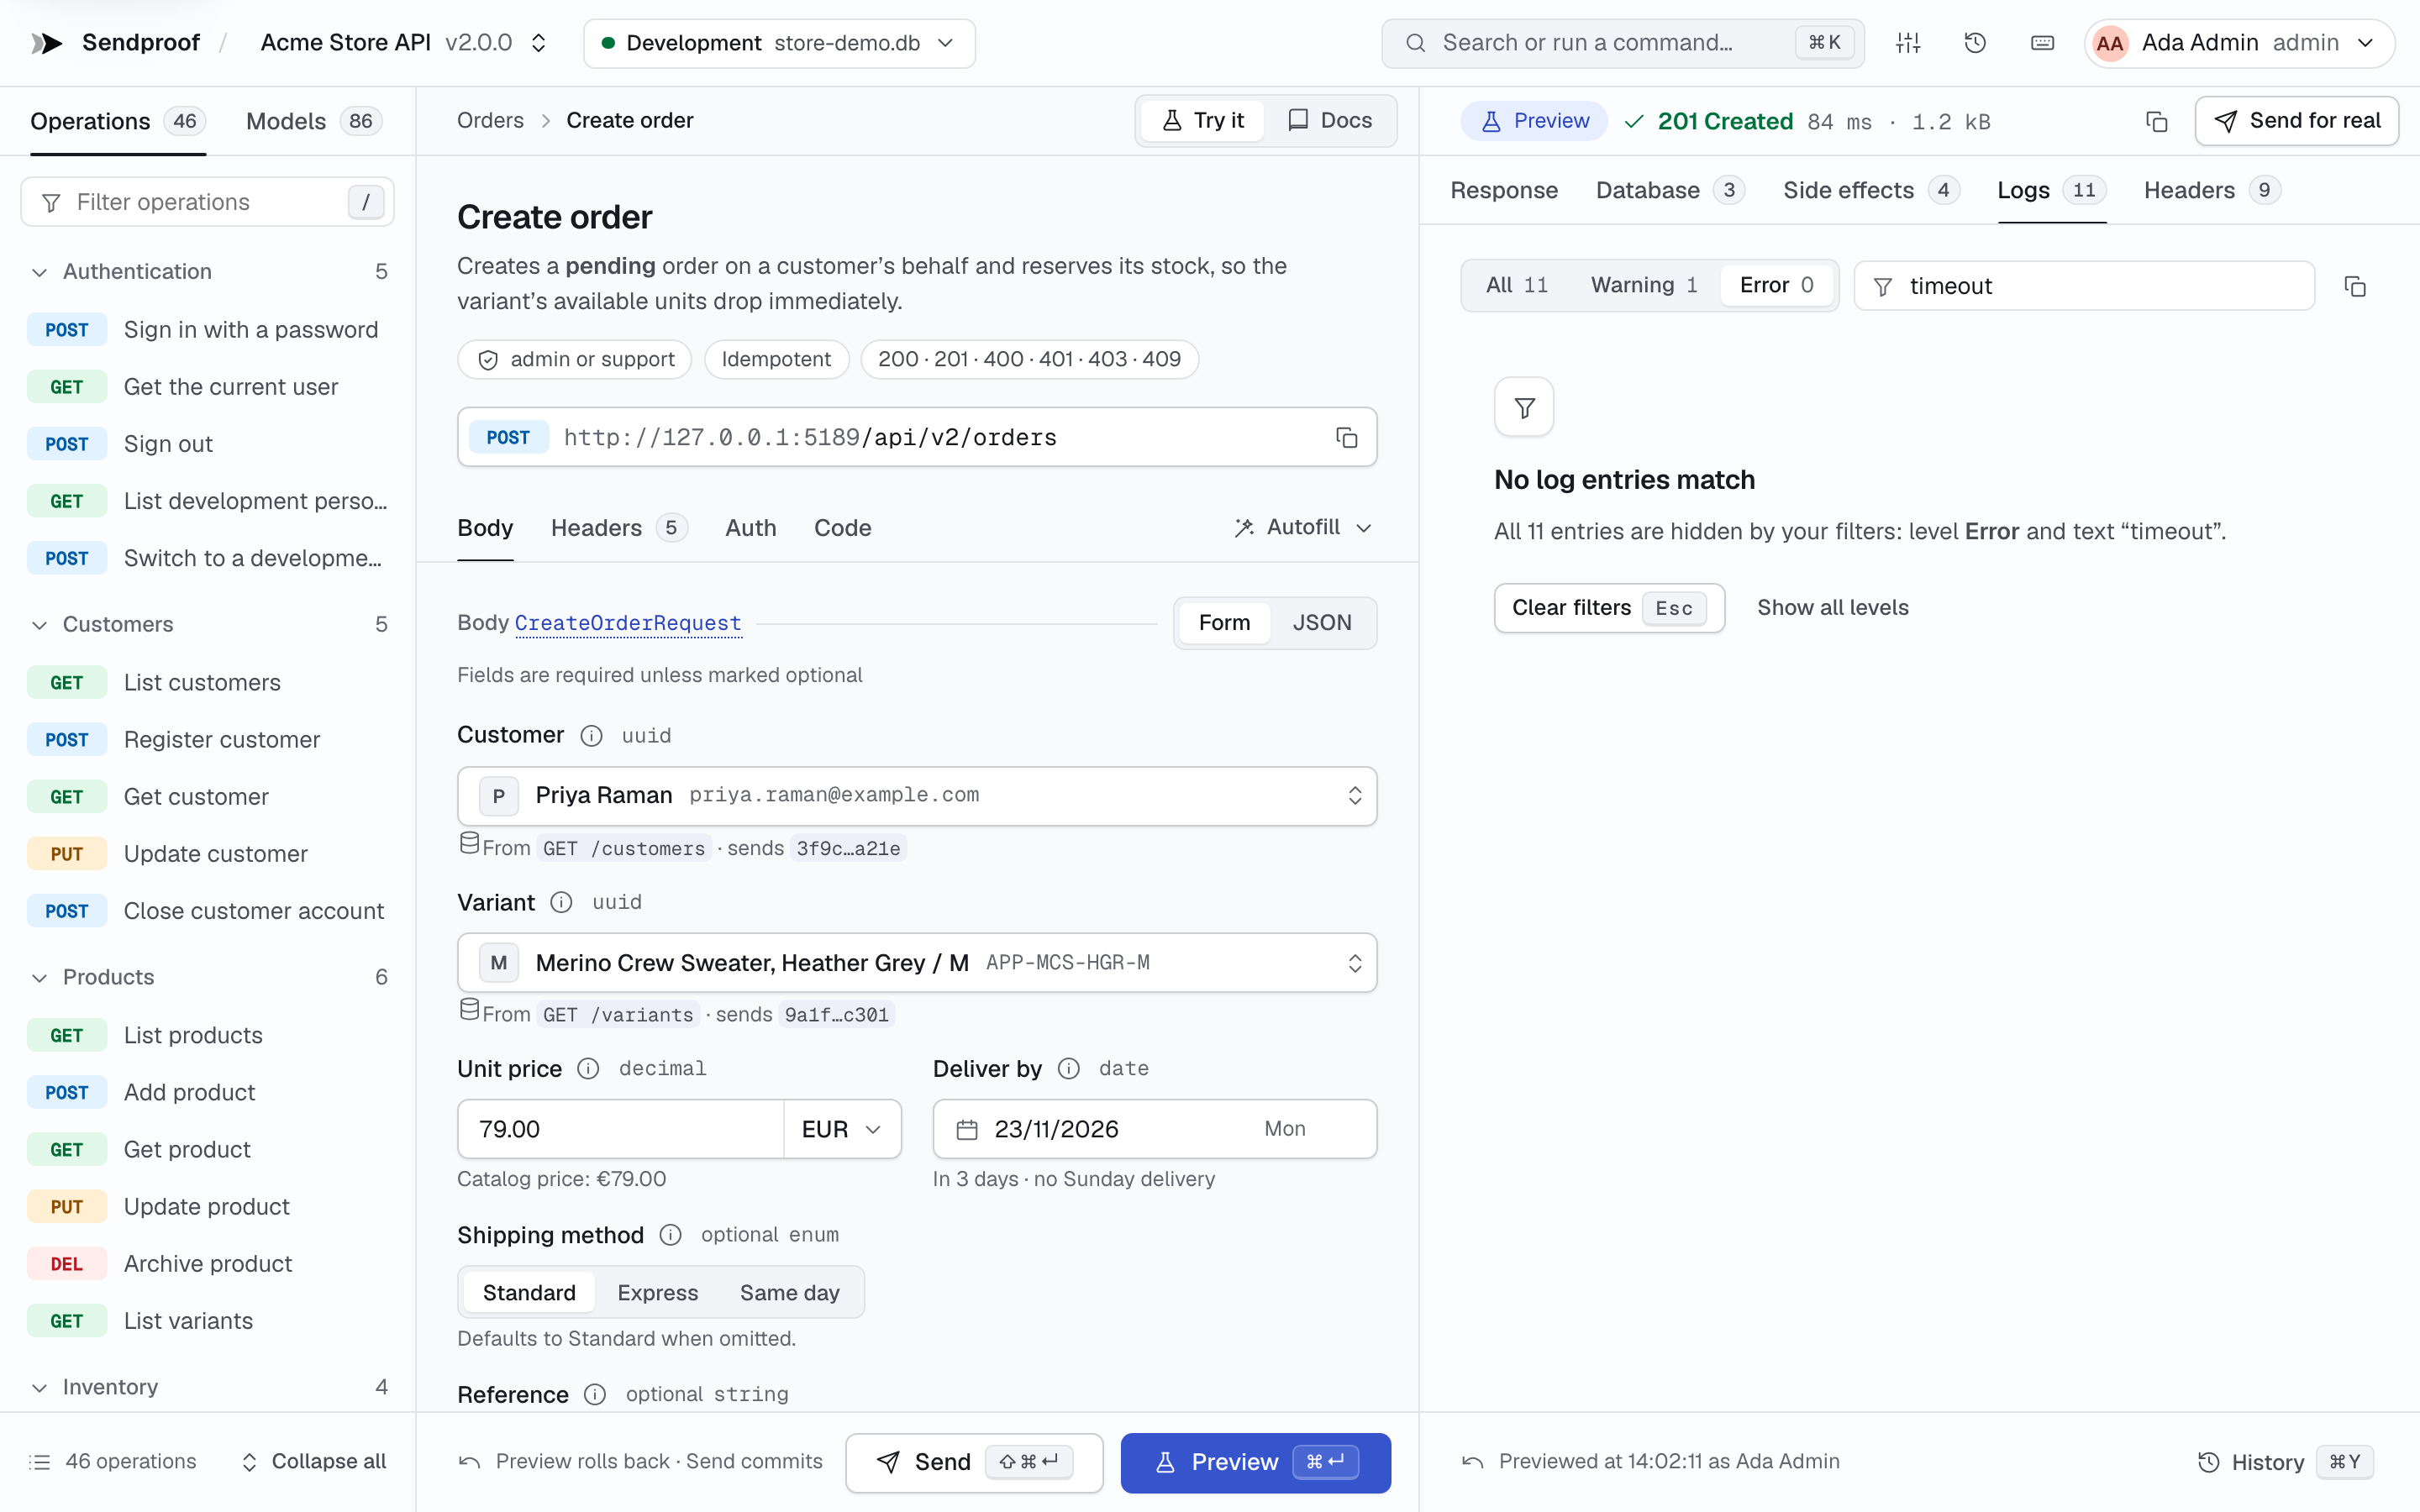 Sendproof / Acme Store API v2.0.0
Development store-demo.db
Search or run a command… ⌘K
AA Ada Admin admin
Operations 46 Models 86
Filter operations /
Authentication 5
POST Sign in with a password
GET Get the current user
POST Sign out
GET List development perso…
POST Switch to a developme…
Customers 5
GET List customers
POST Register customer
GET Get customer
PUT Update customer
POST Close customer account
Products 6
GET List products
POST Add product
GET Get product
PUT Update product
DEL Archive product
GET List variants
Inventory 4
46 operations Collapse all
Orders > Create order
Try it Docs
Create order
Creates a pending order on a customer’s behalf and reserves its stock, so the
variant’s available units drop immediately.
admin or support Idempotent 200 · 201 · 400 · 401 · 403 · 409
POST http://127.0.0.1:5189/api/v2/orders
Body Headers 5 Auth Code Autofill
Body CreateOrderRequest Form JSON
Fields are required unless marked optional
Customer uuid
P Priya Raman priya.raman@example.com
From GET /customers · sends 3f9c…a21e
Variant uuid
M Merino Crew Sweater, Heather Grey / M APP-MCS-HGR-M
From GET /variants · sends 9a1f…c301
Unit price decimal Deliver by date
79.00 EUR 23/11/2026 Mon
Catalog price: €79.00 In 3 days · no Sunday delivery
Shipping method optional enum
Standard Express Same day
Defaults to Standard when omitted.
Reference optional string
Preview rolls back · Send commits Send ⇧⌘↵ Preview ⌘↵
Preview 201 Created 84 ms · 1.2 kB Send for real
Response Database 3 Side effects 4 Logs 11 Headers 9
All 11 Warning 1 Error 0 timeout
No log entries match
All 11 entries are hidden by your filters: level Error and text “timeout”.
Clear filters Esc Show all levels
Previewed at 14:02:11 as Ada Admin History ⌘Y